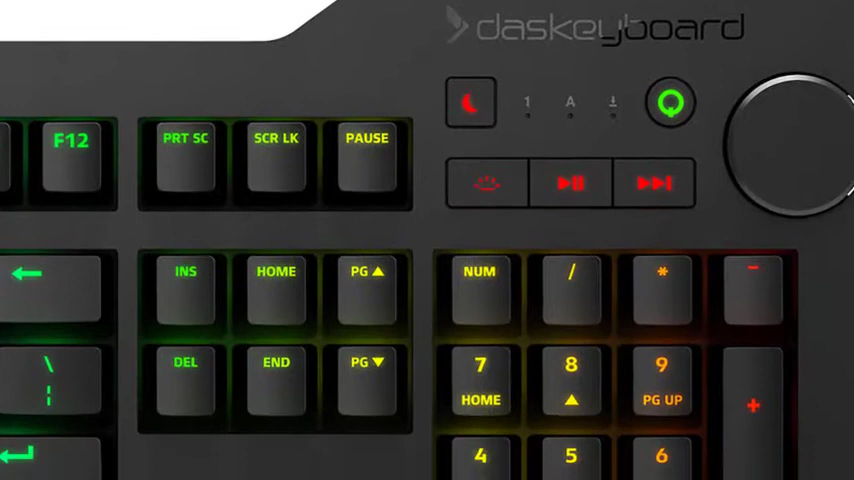 daskeyboard
1 A
Q
F12 PRT SC SCR LK PAUSE
INS HOME PG▲ NUM / * -
\ DEL END PG▼ 7 8 9 +
¦ HOME ▲ PG UP
4 5 6